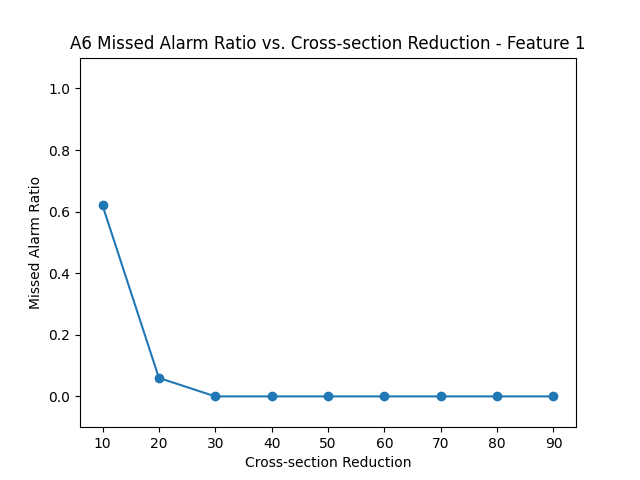 A6 Missed Alarm Ratio vs. Cross-section Reduction - Feature 1
1.0
0.8
0.6
0.4
0.2
0.0
Missed Alarm Ratio
10 20 30 40 50 60 70 80 90
Cross-section Reduction